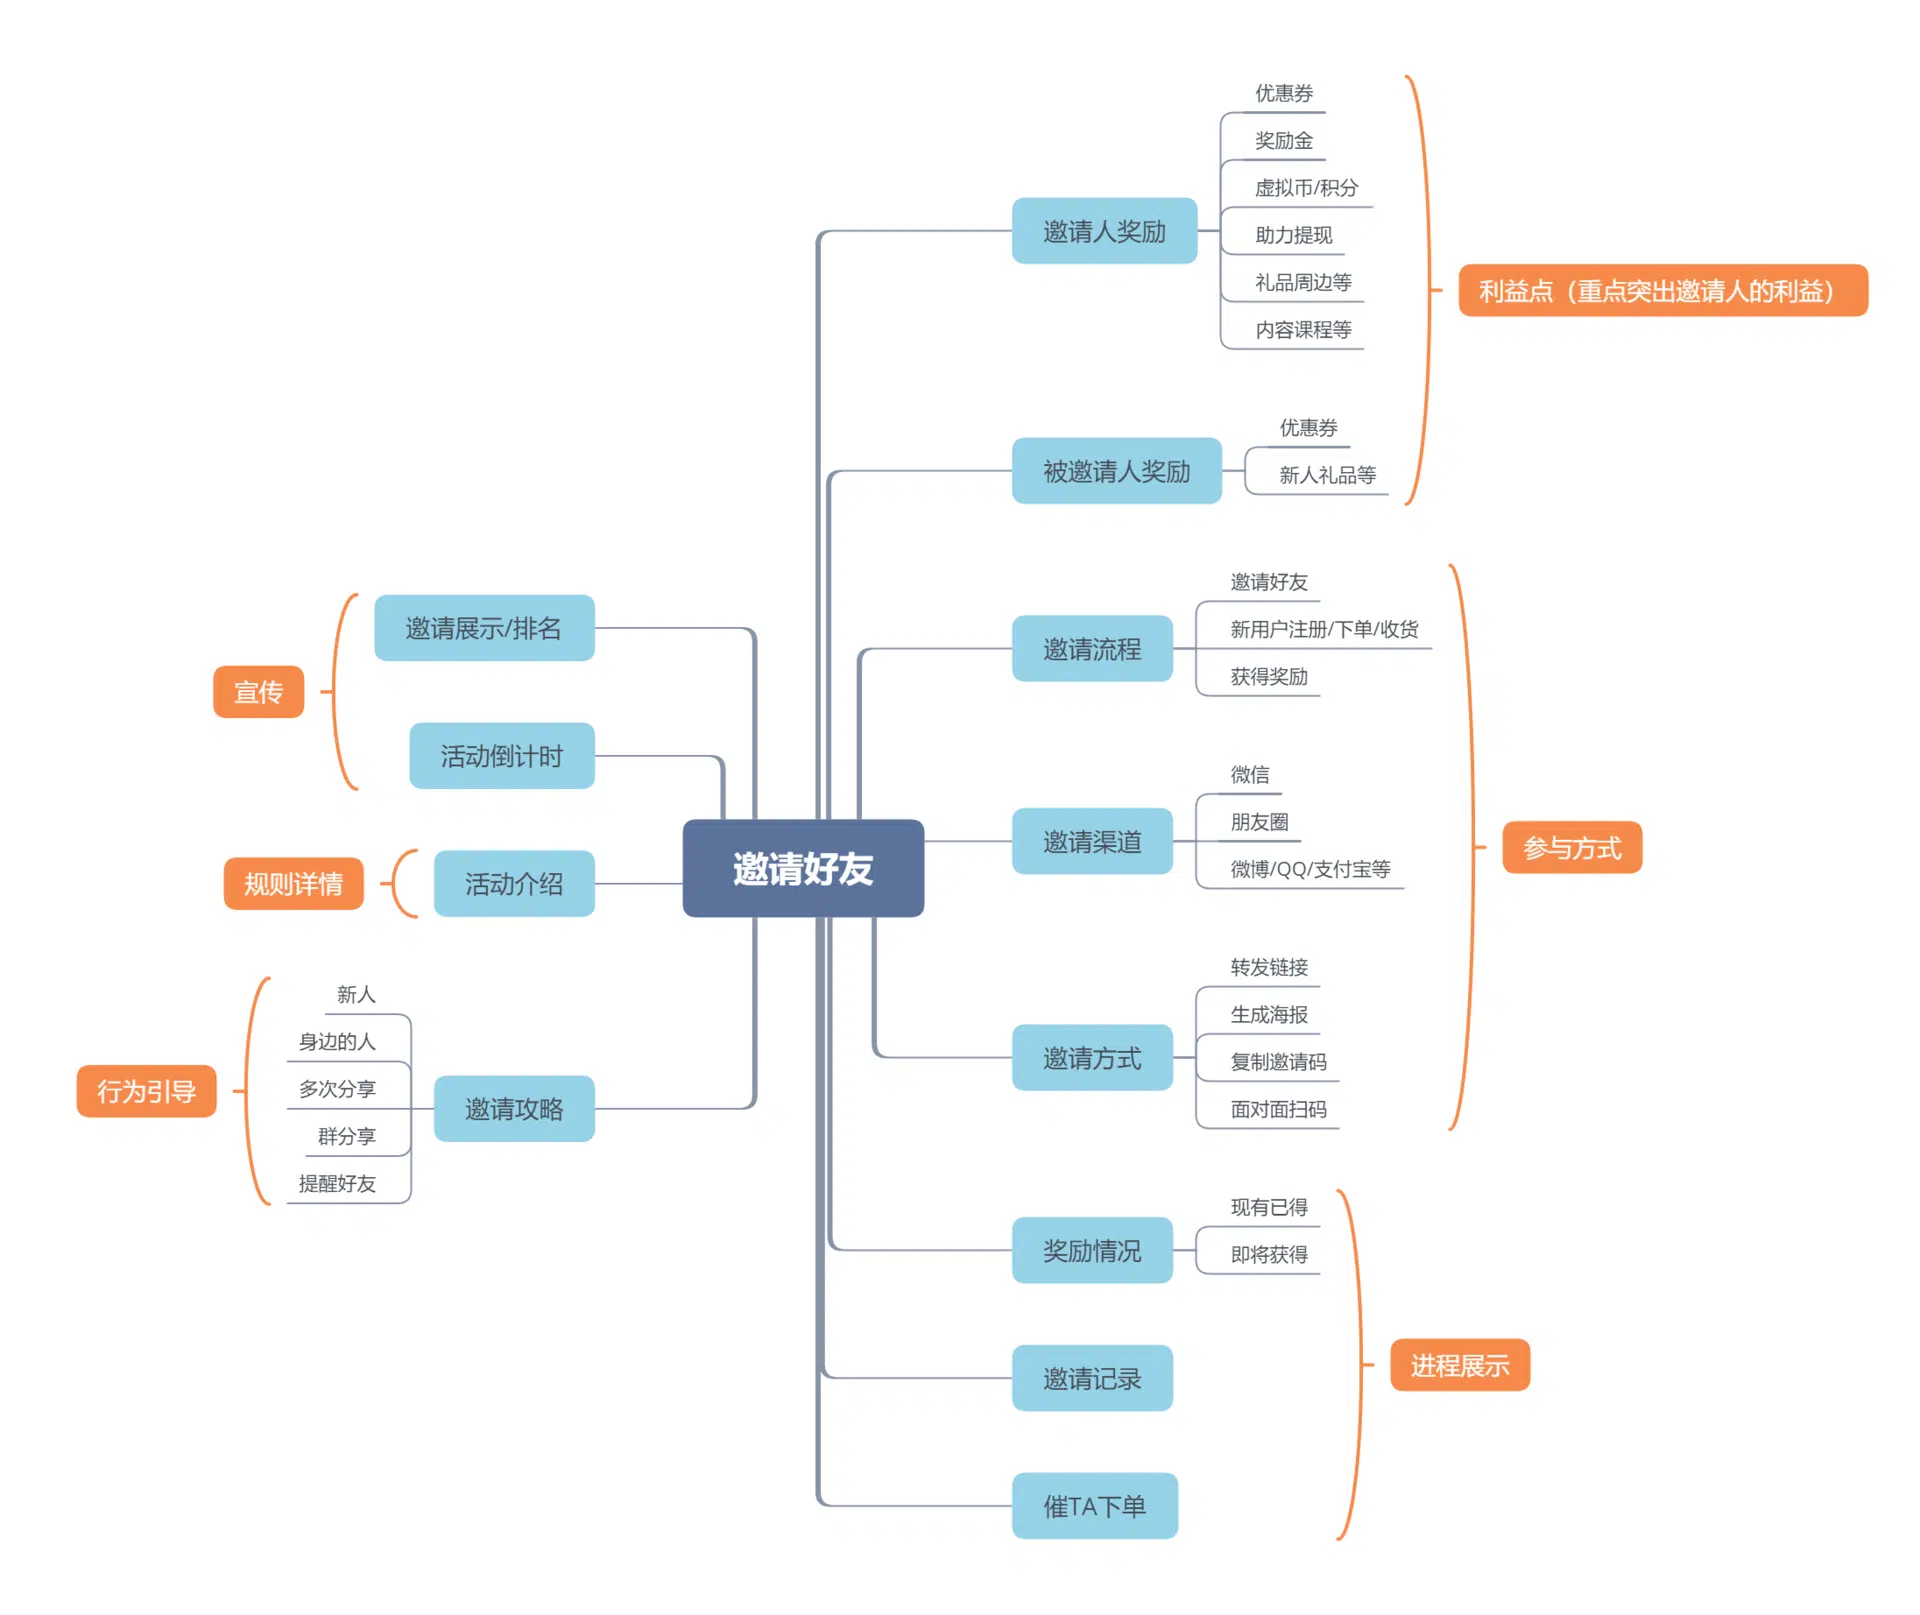 邀请好友
邀请人奖励
优惠券
奖励金
虚拟币/积分
助力提现
礼品周边等
内容课程等
被邀请人奖励
优惠券
新人礼品等
利益点（重点突出邀请人的利益）
邀请流程
邀请好友
新用户注册/下单/收货
获得奖励
邀请渠道
微信
朋友圈
微博/QQ/支付宝等
邀请方式
转发链接
生成海报
复制邀请码
面对面扫码
参与方式
奖励情况
现有已得
即将获得
邀请记录
催TA下单
进程展示
邀请展示/排名
活动倒计时
宣传
活动介绍
规则详情
邀请攻略
新人
身边的人
多次分享
群分享
提醒好友
行为引导